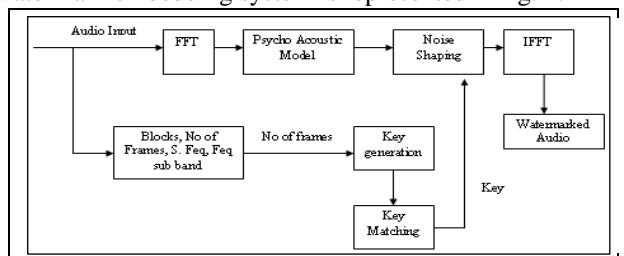 Audio Input
FFT
Psycho Acoustic
Model
Noise
Shaping
IFFT
Watermarked
Audio
Blocks, No of
Frames, S. Feq, Feq
sub band
No of frames
Key
generation
Key
Key
Matching